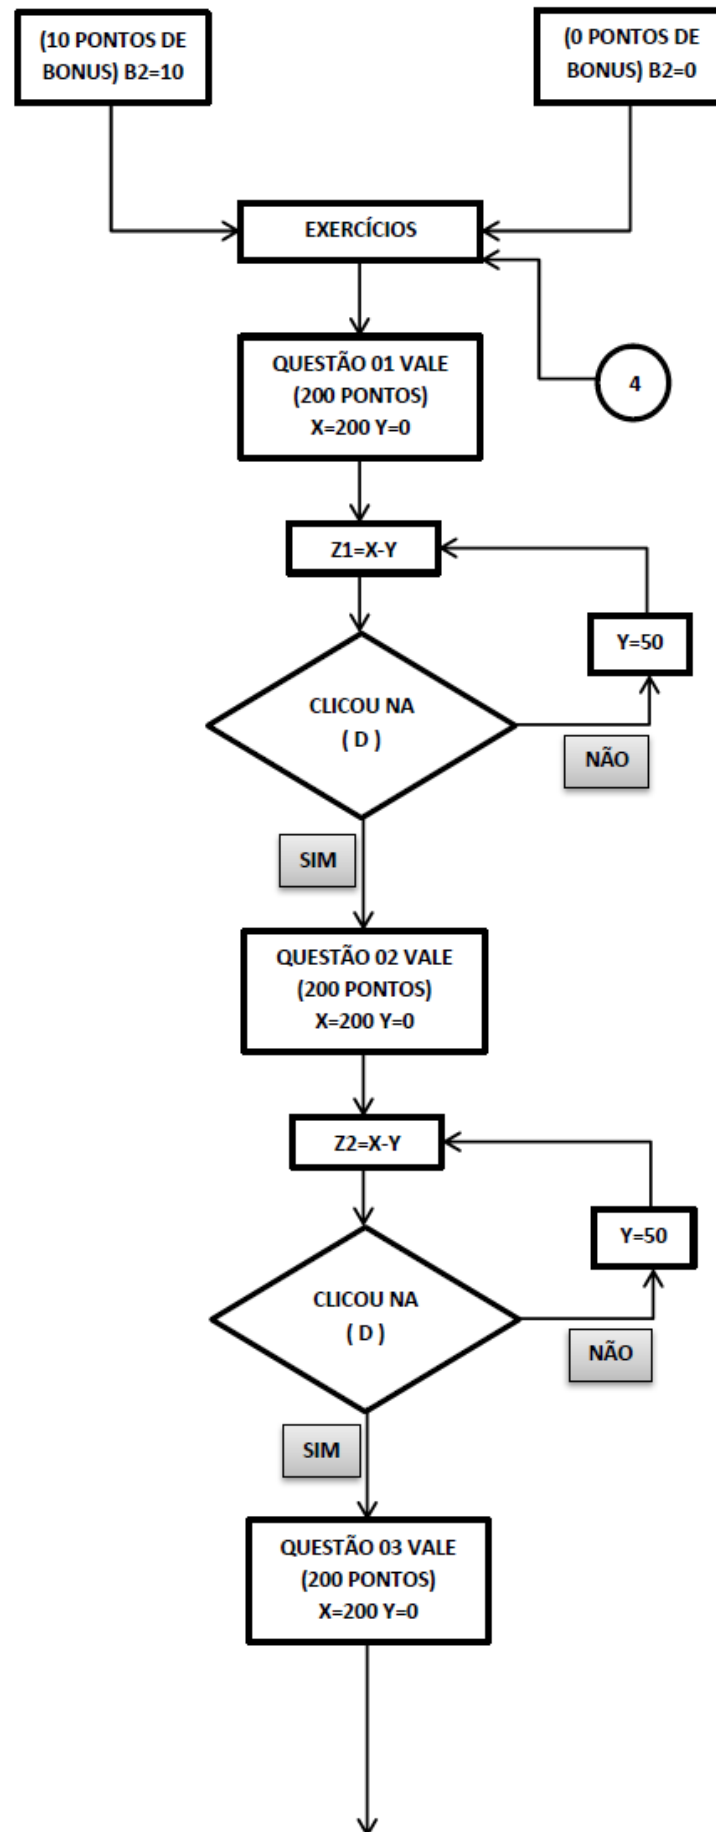 (10 PONTOS DE
BONUS) B2=10
(0 PONTOS DE
BONUS) B2=0
EXERCÍCIOS
QUESTÃO 01 VALE
(200 PONTOS)
X=200 Y=0
4
Z1=X-Y
Y=50
CLICOU NA
( D )
NÃO
SIM
QUESTÃO 02 VALE
(200 PONTOS)
X=200 Y=0
Z2=X-Y
Y=50
CLICOU NA
( D )
NÃO
SIM
QUESTÃO 03 VALE
(200 PONTOS)
X=200 Y=0